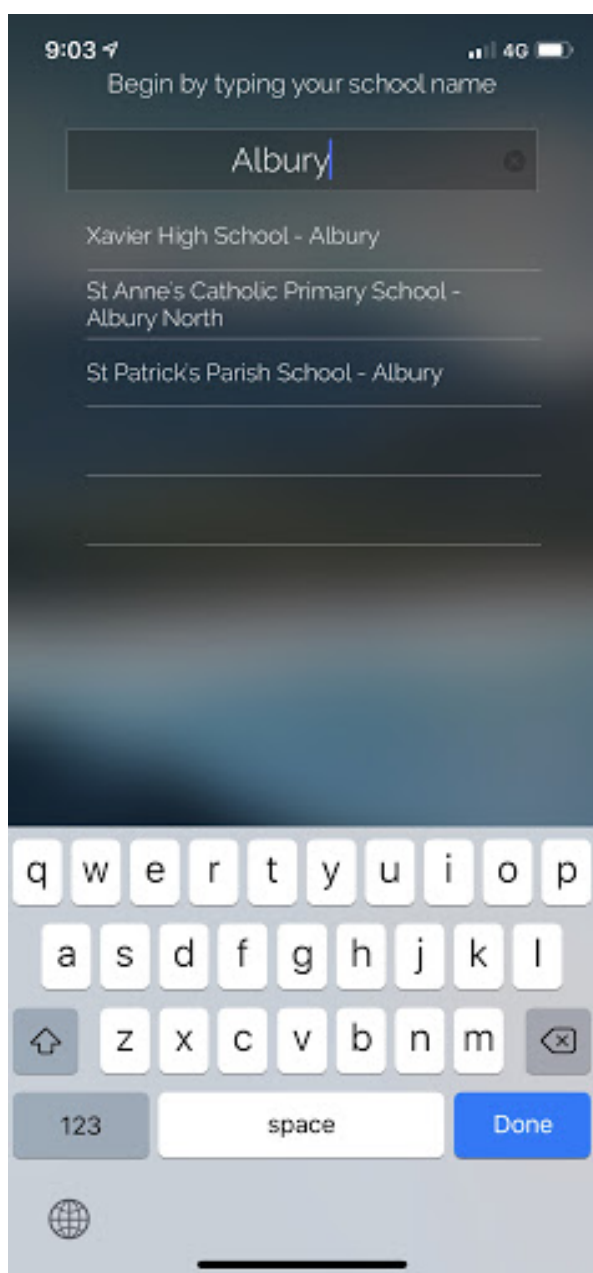 9:03 4G
Begin by typing your school name
Albury
Xavier High School - Albury
St Anne's Catholic Primary School -
Albury North
St Patrick's Parish School - Albury
q w e r t y u i o p
a s d f g h j k l
z x c v b n m
123 space Done